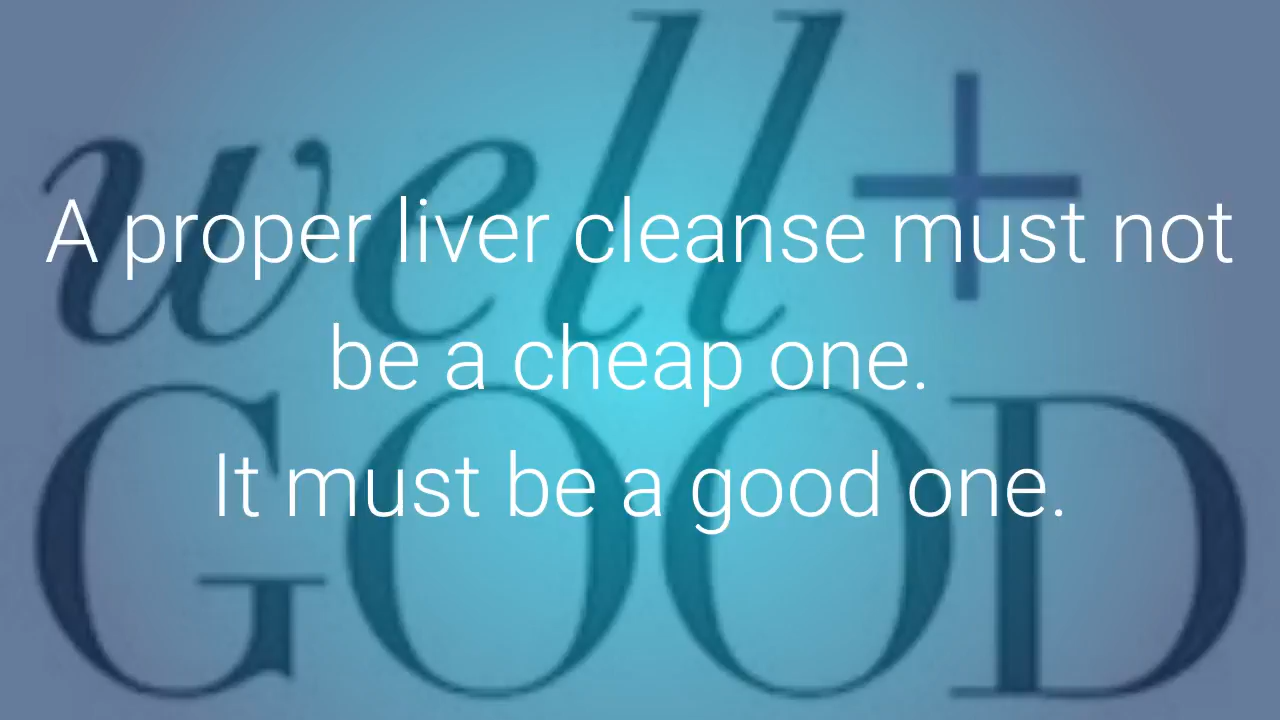 well+
GOOD
A proper liver cleanse must not
be a cheap one.
It must be a good one.